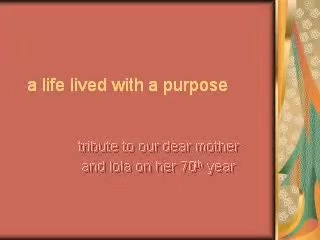 a life lived with a purpose
tribute to our dear mother
and lola on her 70th year